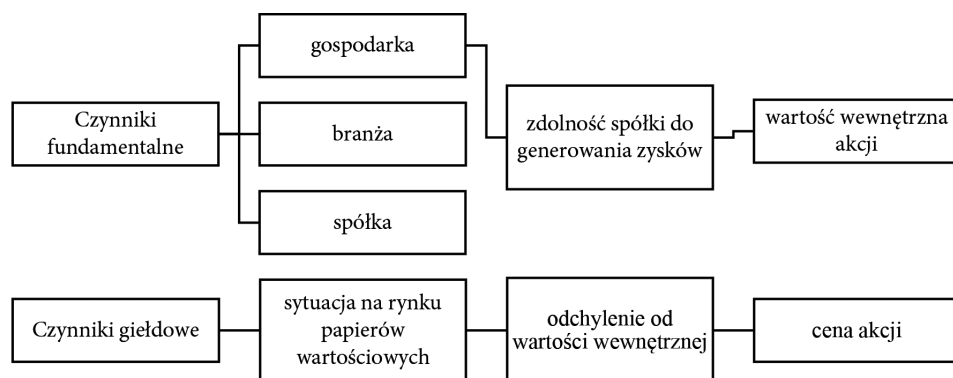 gospodarka
Czynniki
fundamentalne
branża
spółka
zdolność spółki do
generowania zysków
wartość wewnętrzna
akcji
Czynniki giełdowe
sytuacja na rynku
papierów
wartościowych
odchylenie od
wartości wewnętrznej
cena akcji